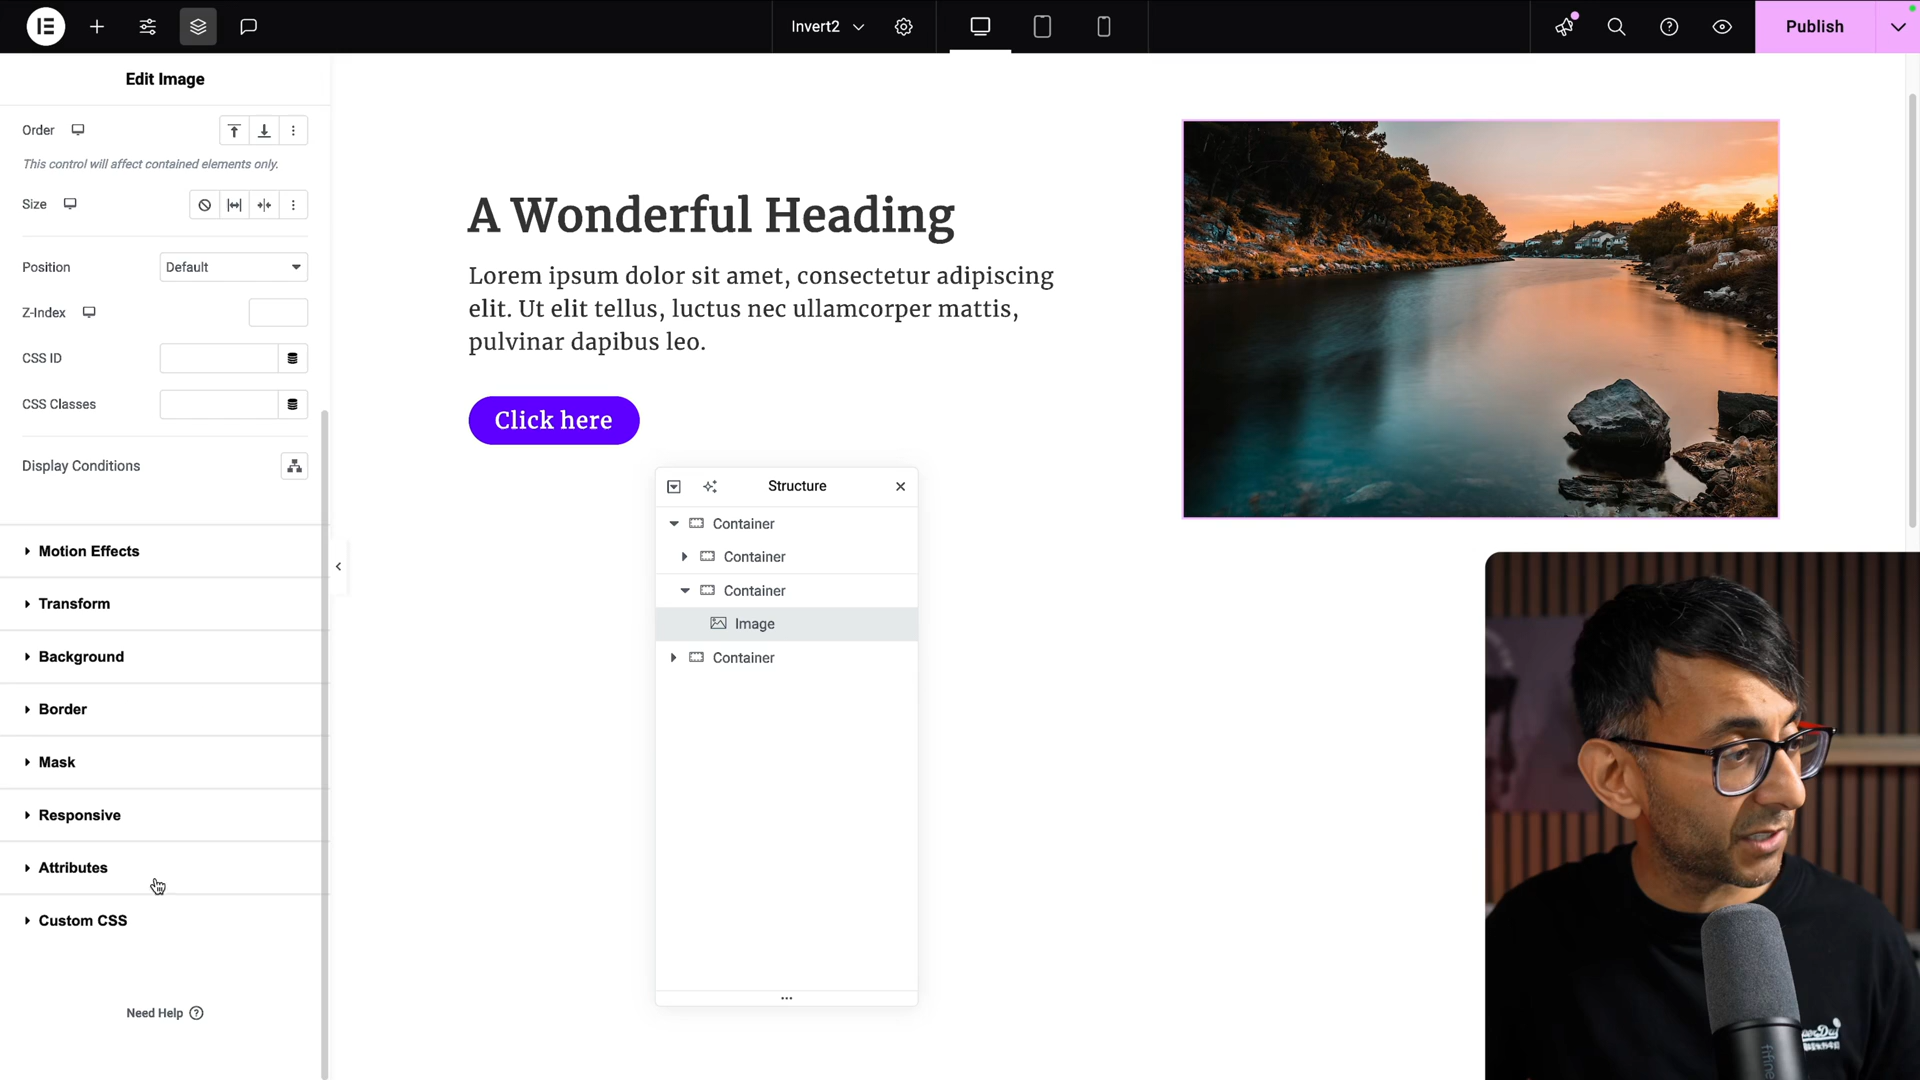 Invert2
Publish
Edit Image
Order
This control will affect contained elements only.
Size
Position
Default
Z-Index
CSS ID
CSS Classes
Display Conditions
Motion Effects
Transform
Background
Border
Mask
Responsive
Attributes
Custom CSS
Need Help
A Wonderful Heading
Lorem ipsum dolor sit amet, consectetur adipiscing
elit. Ut elit tellus, luctus nec ullamcorper mattis,
pulvinar dapibus leo.
Click here
Structure
Container
Container
Container
Image
Container